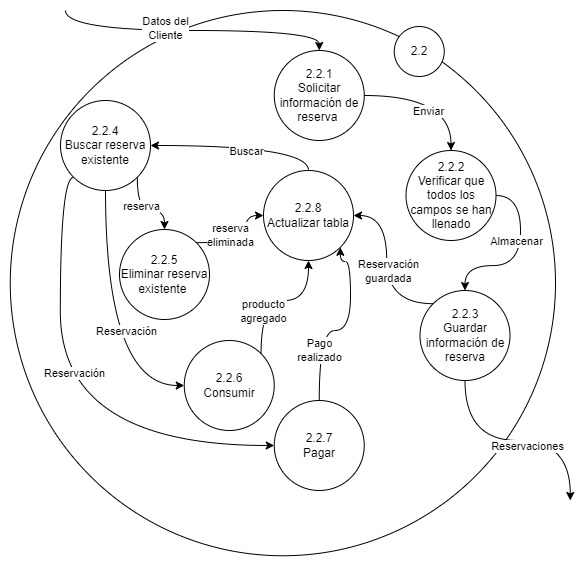 Datos del
Cliente
2.2
2.2.1
Solicitar
información de
reserva
Enviar
2.2.4
Buscar reserva
existente
Buscar
2.2.2
Verificar que
todos los
campos se han
llenado
reserva
2.2.8
Actualizar tabla
reserva
eliminada
Almacenar
2.2.5
Eliminar reserva
existente
Reservación
guardada
2.2.3
Guardar
información de
reserva
producto
agregado
Reservación
Pago
realizado
2.2.6
Consumir
Reservación
2.2.7
Pagar
Reservaciones